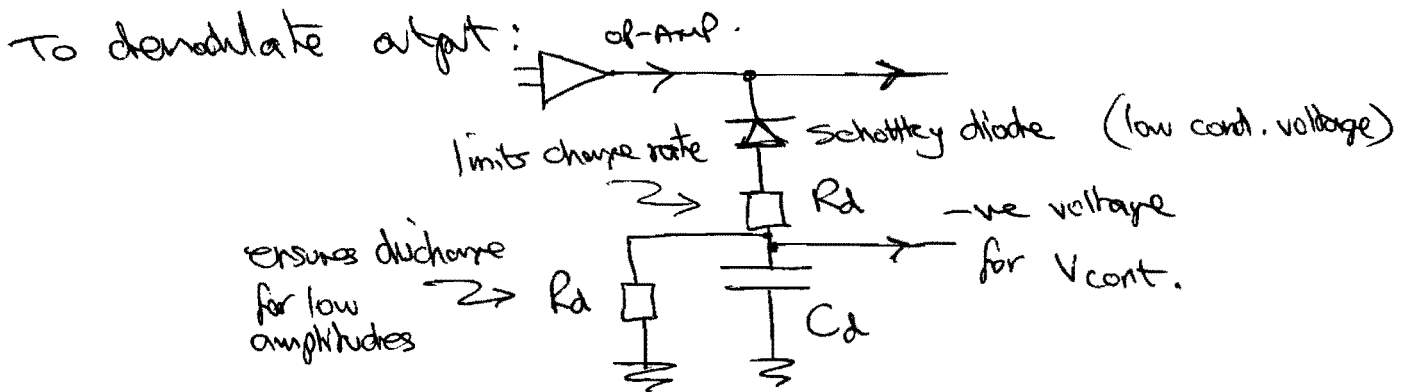 To demodulate output:
OP-AMP.
Schottky diode (low cond. voltage)
limits charge rate
Rd
-ve voltage
for Vcont.
ensures discharge
for low
amplitudes
Rd
Cd